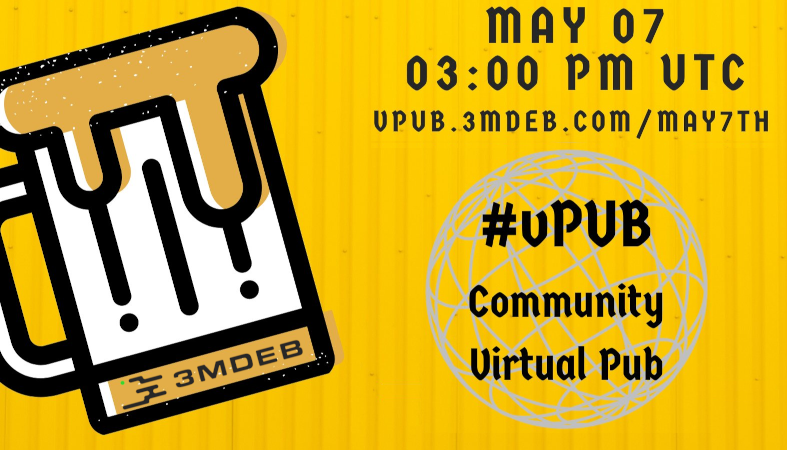 MAY 07
03:00 PM UTC
VPUB.3MDEB.COM/MAY7TH
#vPUB
Community
Virtual Pub
3MDEB